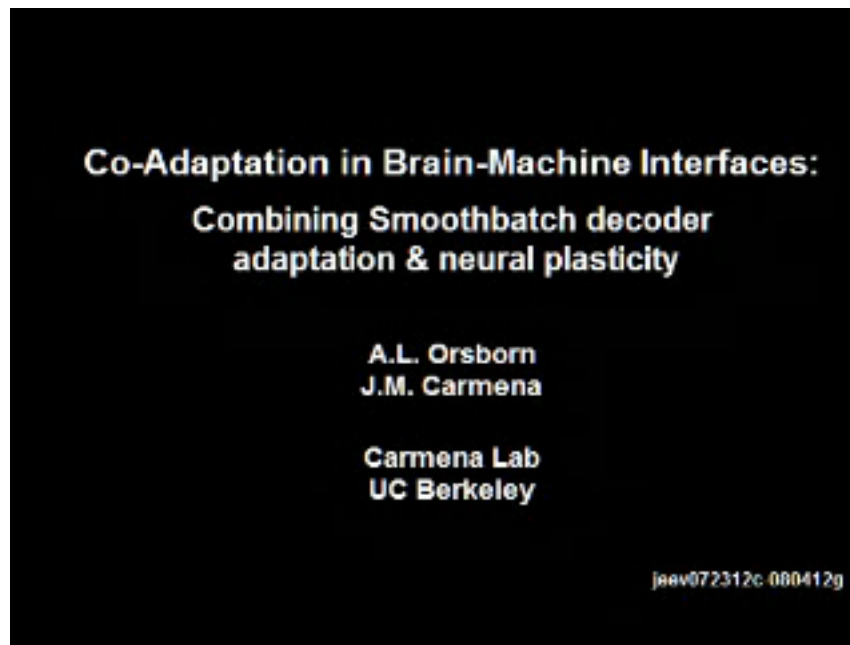 Co-Adaptation in Brain-Machine Interfaces:
Combining Smoothbatch decoder
adaptation & neural plasticity
A.L. Orsborn
J.M. Carmena
Carmena Lab
UC Berkeley
jeev072312c-080412g